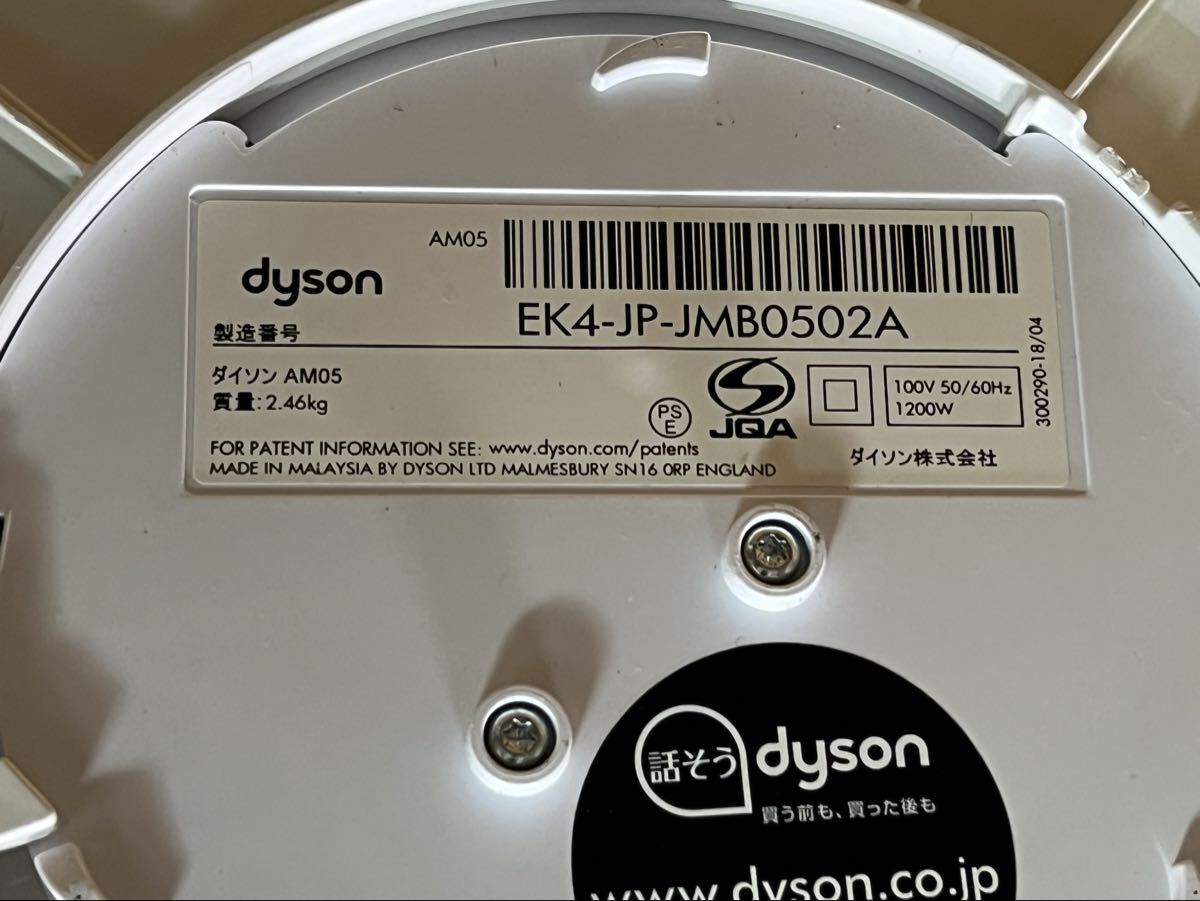 AM05
dyson
製造番号 EK4-JP-JMB0502A
ダイソン AM05
質量:2.46kg
PS
E
JQA
100V 50/60Hz
1200W
300290-18/04
FOR PATENT INFORMATION SEE: www.dyson.com/patents
MADE IN MALAYSIA BY DYSON LTD MALMESBURY SN16 0RP ENGLAND
ダイソン株式会社
話そう dyson
買う前も、買った後も
www.dyson.co.jp